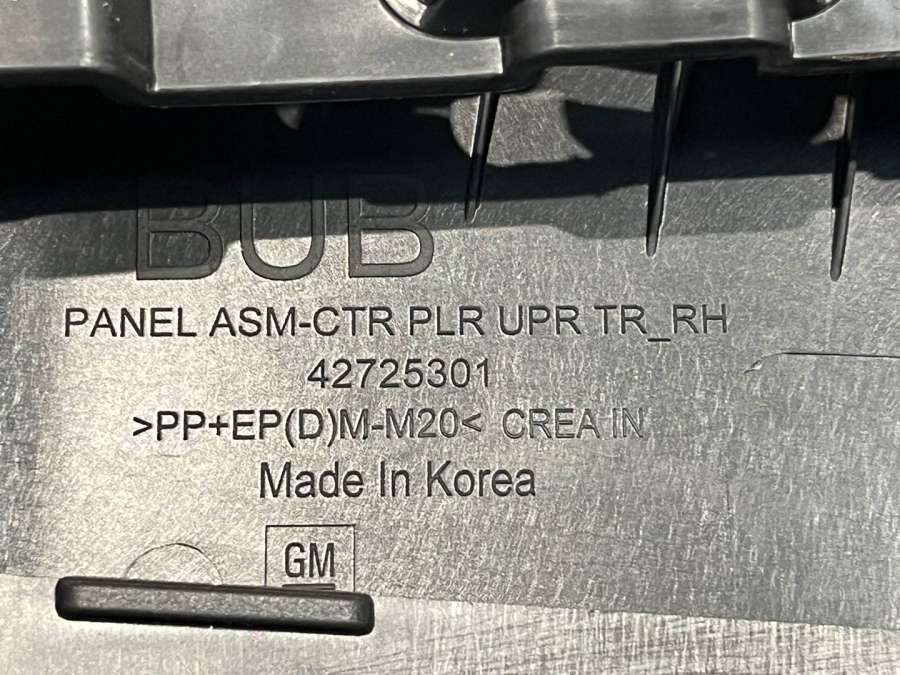 BUB
PANEL ASM-CTR PLR UPR TR_RH
42725301
>PP+EP(D)M-M20< CREA IN
Made In Korea
GM